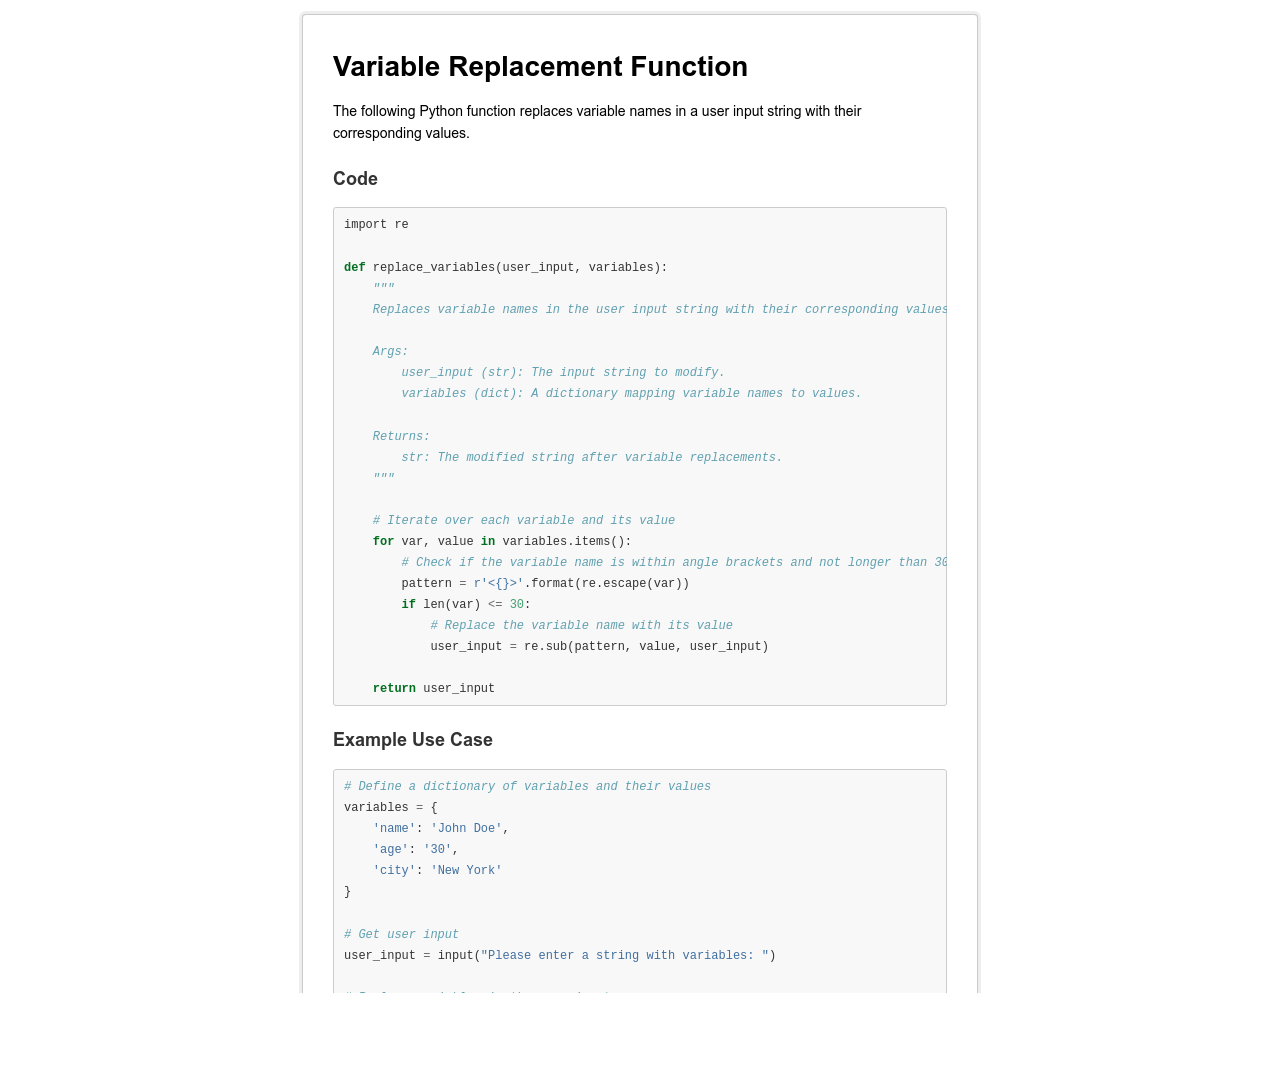 Variable Replacement Function
The following Python function replaces variable names in a user input string with their
corresponding values.
Code
import re
def replace_variables(user_input, variables):
    """
    Replaces variable names in the user input string with their corresponding values
    Args:
        user_input (str): The input string to modify.
        variables (dict): A dictionary mapping variable names to values.
    Returns:
        str: The modified string after variable replacements.
    """
    # Iterate over each variable and its value
    for var, value in variables.items():
        # Check if the variable name is within angle brackets and not longer than 30
        pattern = r'<{}>'.format(re.escape(var))
        if len(var) <= 30:
            # Replace the variable name with its value
            user_input = re.sub(pattern, value, user_input)
    return user_input
Example Use Case
# Define a dictionary of variables and their values
variables = {
    'name': 'John Doe',
    'age': '30',
    'city': 'New York'
}
# Get user input
user_input = input("Please enter a string with variables: ")